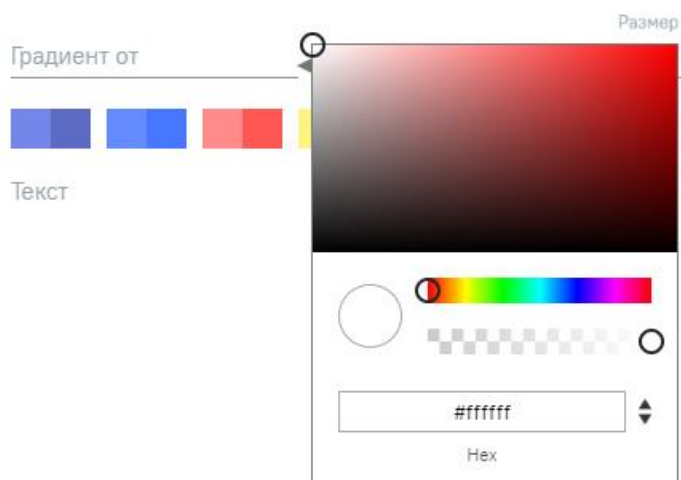 Размер
Градиент от
Текст
#ffffff
Hex